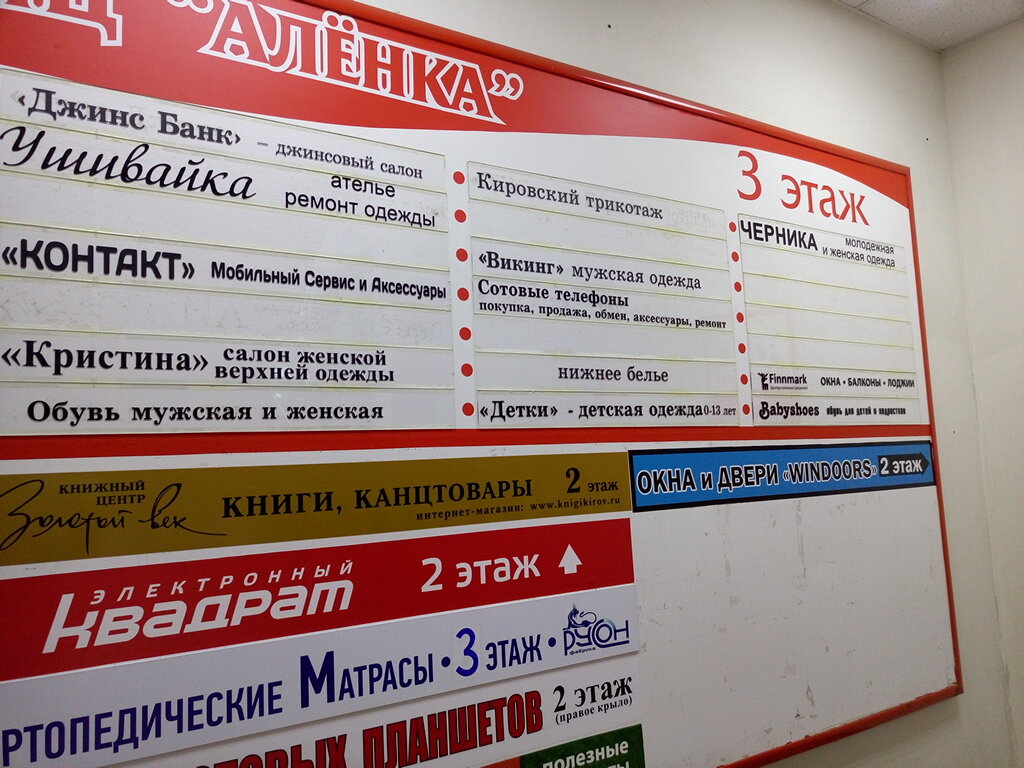 "АЛЁНКА"
«Джинс Банк» – джинсовый салон
Ушивайка ателье
ремонт одежды
«КОНТАКТ» Мобильный Сервис и Аксессуары
«Кристина» салон женской
верхней одежды
Обувь мужская и женская
Кировский трикотаж
«Викинг» мужская одежда
Сотовые телефоны
покупка, продажа, обмен, аксессуары, ремонт
нижнее белье
«Детки» - детская одежда 0-13 лет
3 этаж
ЧЕРНИКА молодежная
и женская одежда
Finnmark ОКНА • БАЛКОНЫ • ЛОДЖИИ
Babyshoes обувь для детей и подростков
КНИЖНЫЙ
ЦЕНТР
Золотой век
КНИГИ, КАНЦТОВАРЫ 2 этаж
интернет-магазин: www.knigikirov.ru
ОКНА и ДВЕРИ «WINDOORS» 2 этаж
ЭЛЕКТРОННЫЙ
КВАДРАТ
2 этаж
МАТРАСЫ • 3 ЭТАЖ • РУСОН
фабрика
ПЛАНШЕТОВ 2 этаж
(правое крыло)